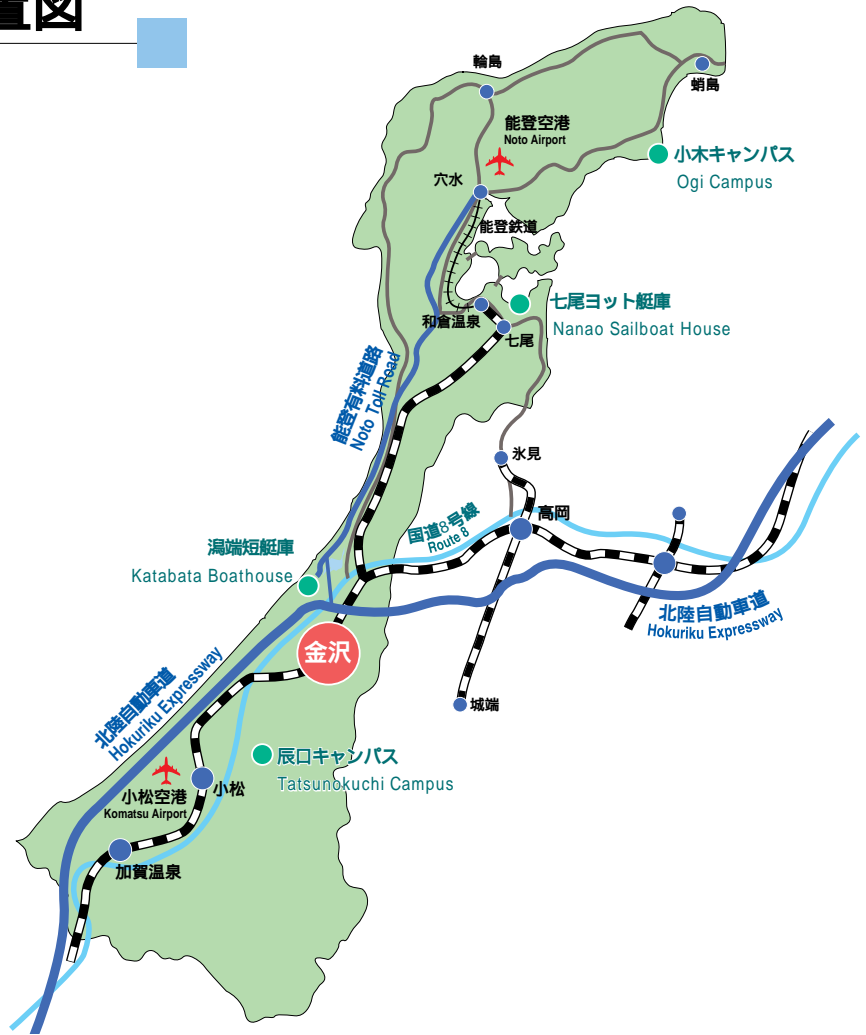 置図
輪島
蛸島
能登空港
Noto Airport
小木キャンパス
Ogi Campus
穴水
能登鉄道
七尾ヨット艇庫
Nanao Sailboat House
和倉温泉
七尾
能登有料道路
Noto Toll Road
氷見
高岡
国道8号線
Route 8
潟端短艇庫
Katabata Boathouse
北陸自動車道
Hokuriku Expressway
金沢
城端
北陸自動車道
Hokuriku Expressway
辰口キャンパス
Tatsunokuchi Campus
小松空港
Komatsu Airport
小松
加賀温泉